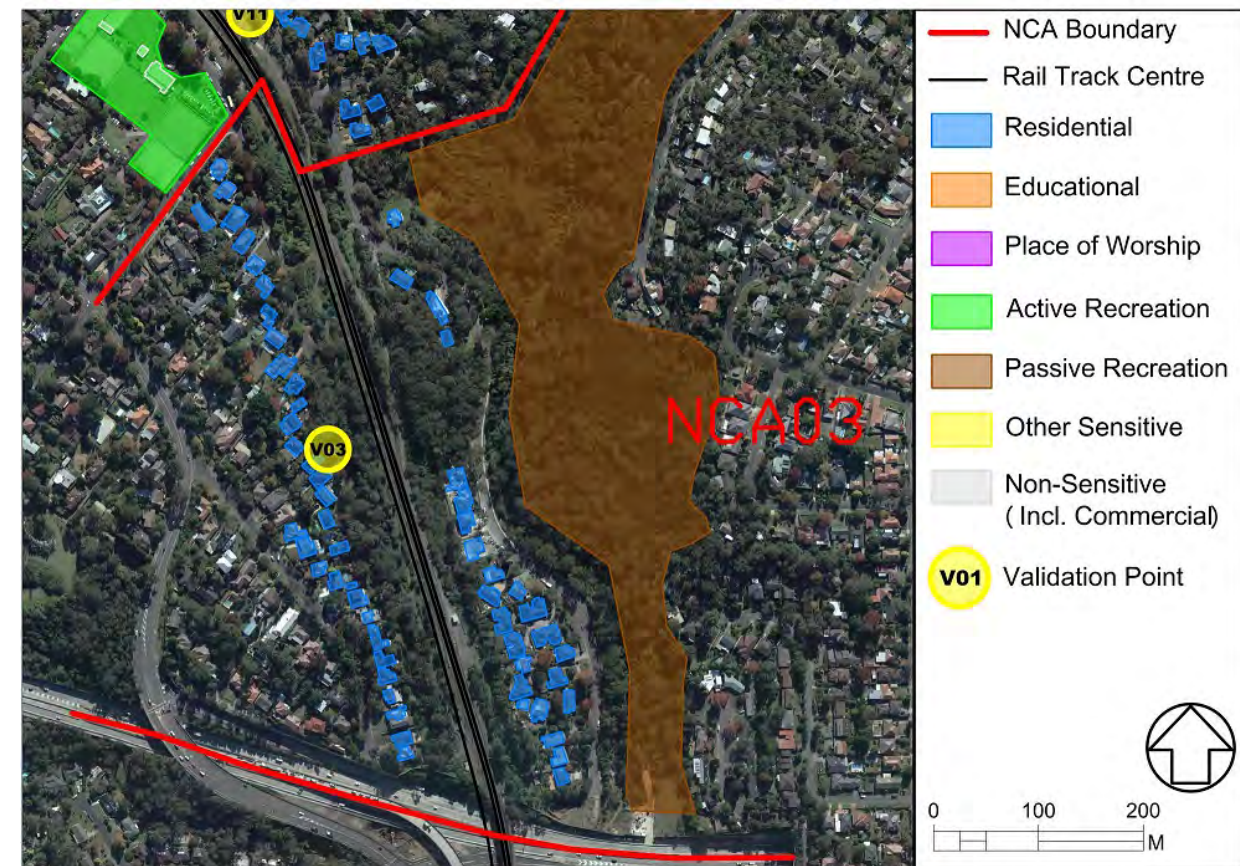 V11
V03
NCA03
NCA Boundary
Rail Track Centre
Residential
Educational
Place of Worship
Active Recreation
Passive Recreation
Other Sensitive
Non-Sensitive
( Incl. Commercial)
V01 Validation Point
0 100 200
M